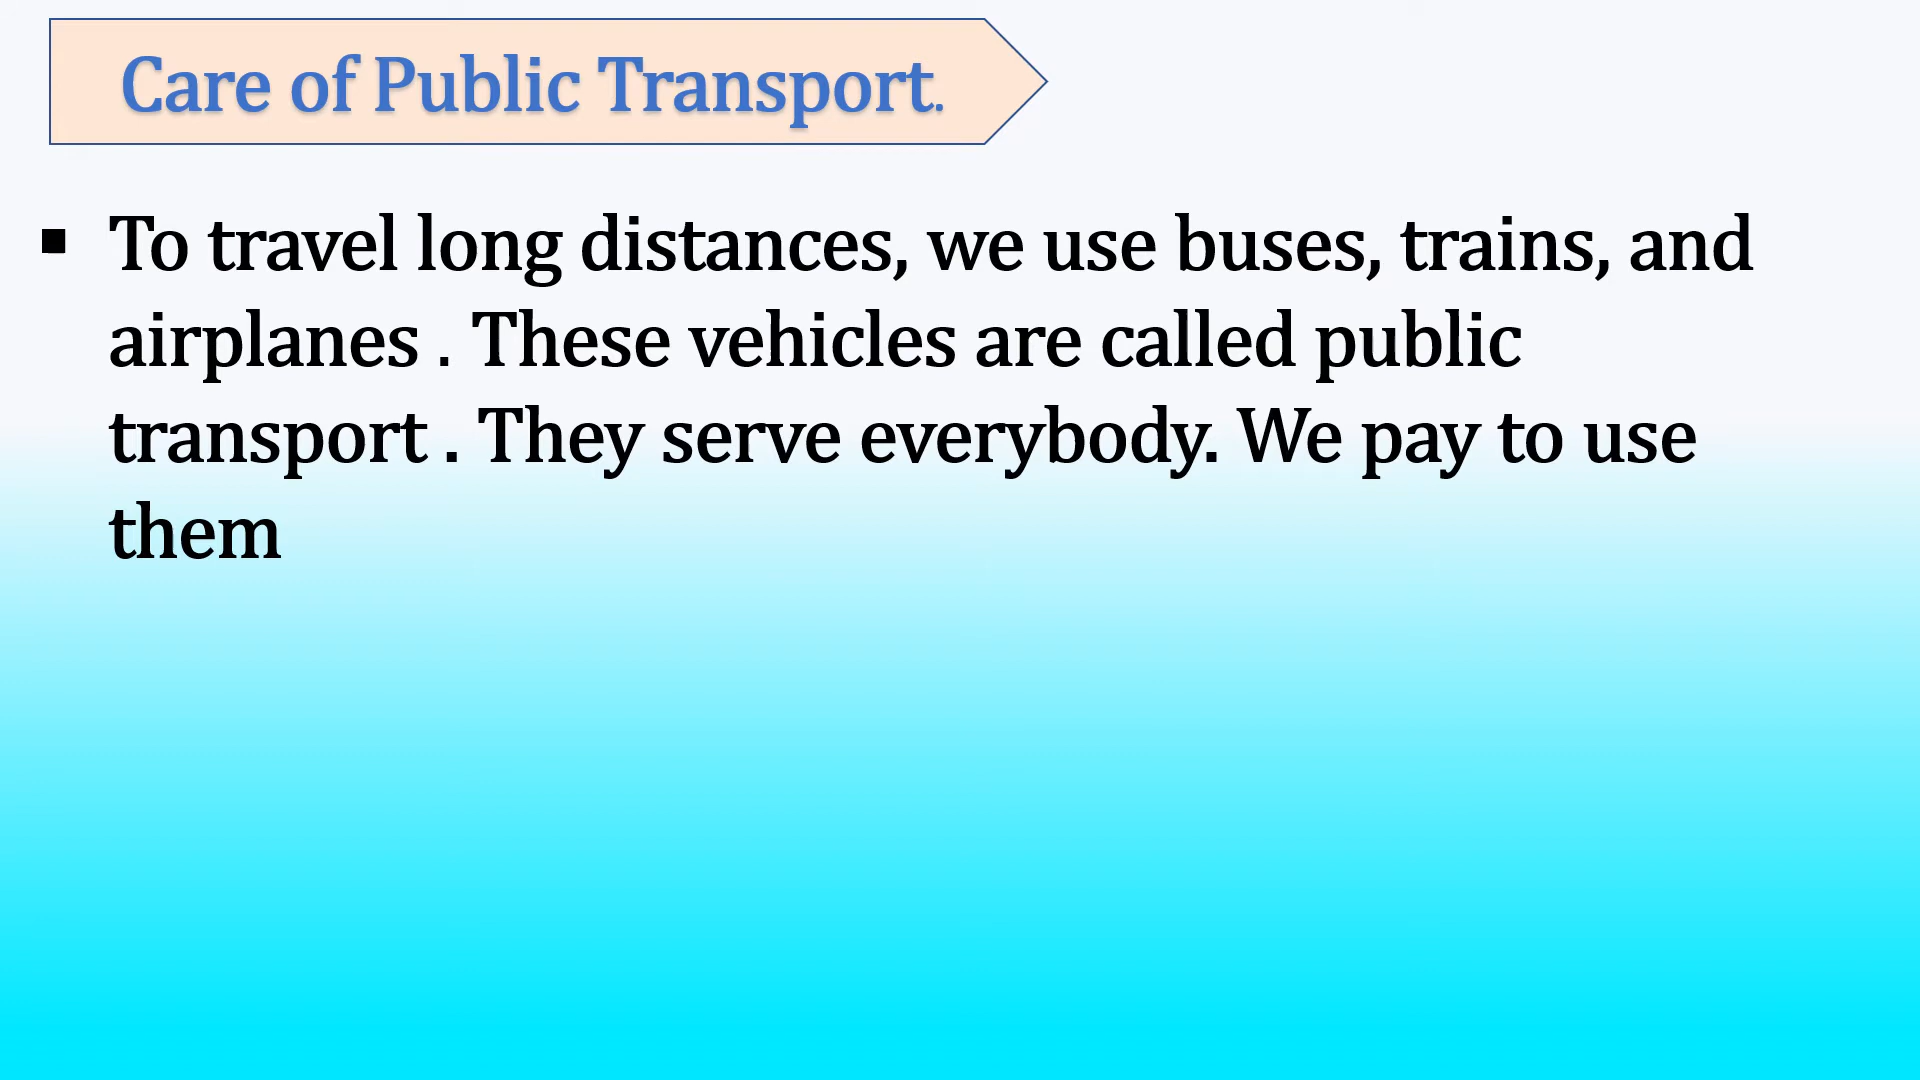 Care of Public Transport.
▪ To travel long distances, we use buses, trains, and
airplanes . These vehicles are called public
transport . They serve everybody. We pay to use
them